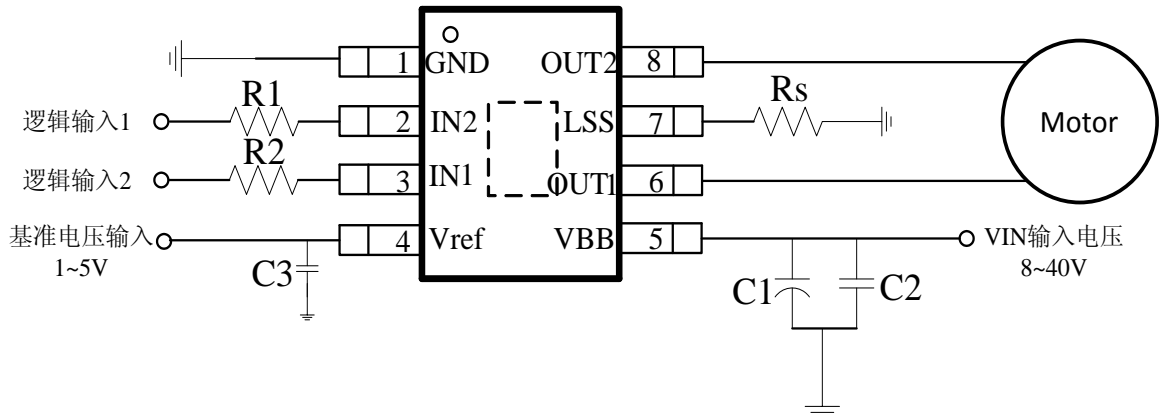 1 GND OUT2 8
R1 Rs
逻辑输入1 2 IN2 LSS 7 Motor
R2
逻辑输入2 3 IN1 OUT1 6
基准电压输入 4 Vref VBB 5 VIN输入电压
1~5V 8~40V
C3 C1 C2